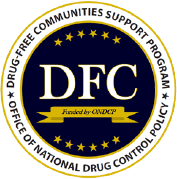 ★ DRUG-FREE COMMUNITIES SUPPORT PROGRAM ★
DFC
Funded by ONDCP
OFFICE OF NATIONAL DRUG CONTROL POLICY